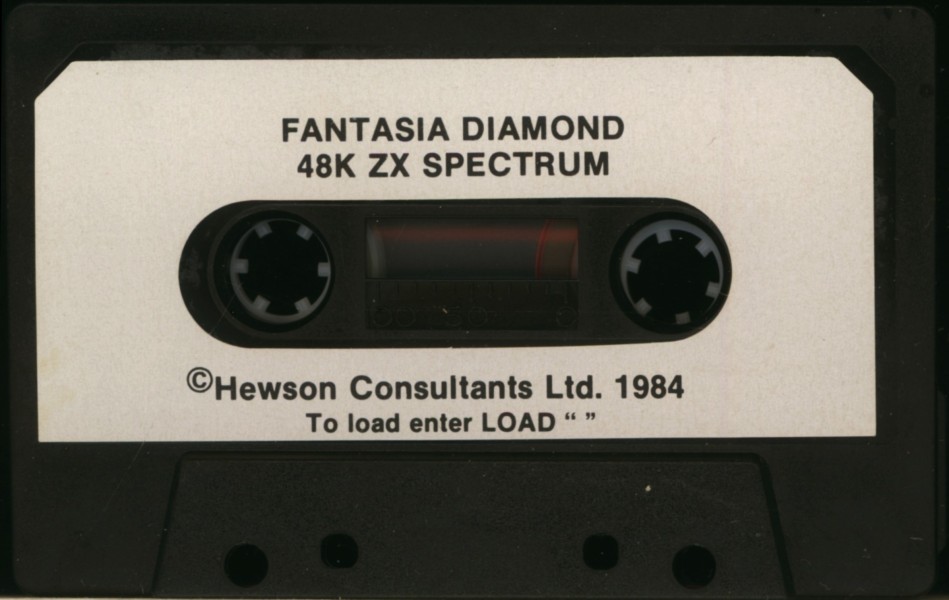 FANTASIA DIAMOND
48K ZX SPECTRUM
©Hewson Consultants Ltd. 1984
To load enter LOAD “ ”